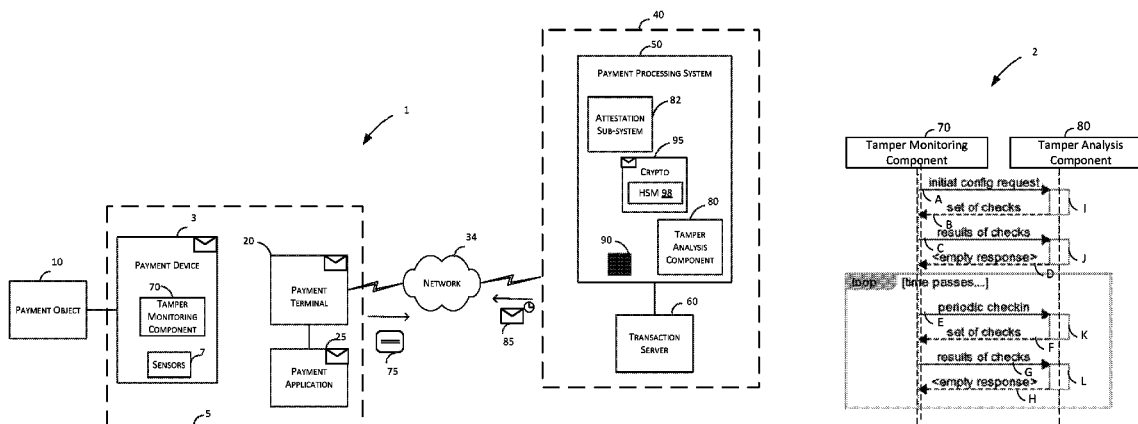 1
10
PAYMENT OBJECT
3
PAYMENT DEVICE
70
TAMPER
MONITORING
COMPONENT
7
SENSORS
5
20
PAYMENT
TERMINAL
25
PAYMENT
APPLICATION
34
NETWORK
75
85
40
50
PAYMENT PROCESSING SYSTEM
82
ATTESTATION
SUB-SYSTEM
95
CRYPTO
HSM 98
80
TAMPER
ANALYSIS
COMPONENT
90
60
TRANSACTION
SERVER
2
70
80
Tamper Monitoring
Component
Tamper Analysis
Component
initial config request
A
set of checks
I
B
results of checks
C
J
<empty response>
D
loop
[time passes....]
periodic checkin
E
K
set of checks
F
results of checks
G
L
<empty response>
H